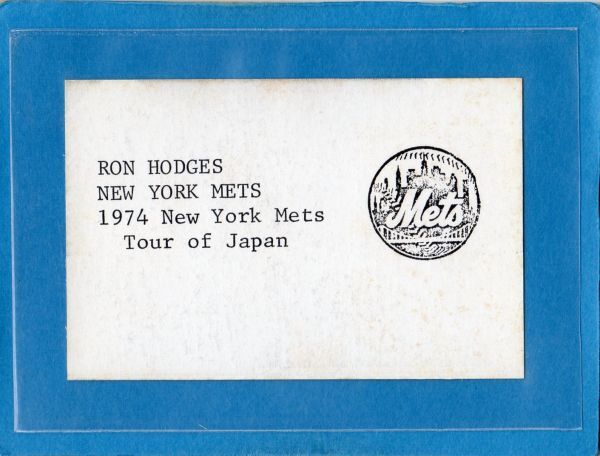 RON HODGES
NEW YORK METS
1974 New York Mets
Tour of Japan
Mets